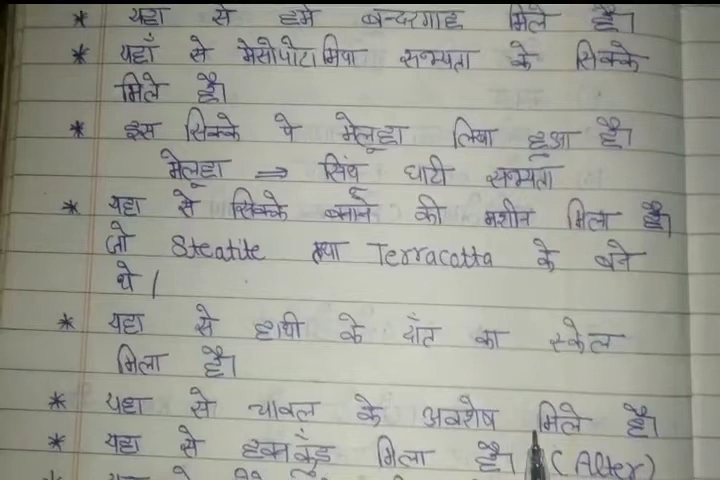 * यहा से हमे बन्दरगाह मिले है।
* यहाँ से मेसोपोटामिया सभ्यता के सिक्के
मिले है।
* इस सिक्के पे मेलूहा लिखा हुआ है।
मेलूहा ⇒ सिंध घाटी सभ्यता
* यहा से सिक्के बनाने की मशीन मिला है
जो Steatite तथा Terracotta के बने
थे।
* यहा से हाथी के दाँत का स्केल
मिला है।
* यहा से चावल के अवशेष मिले है।
* यहा से हवनकुँड मिला है। (Alter)